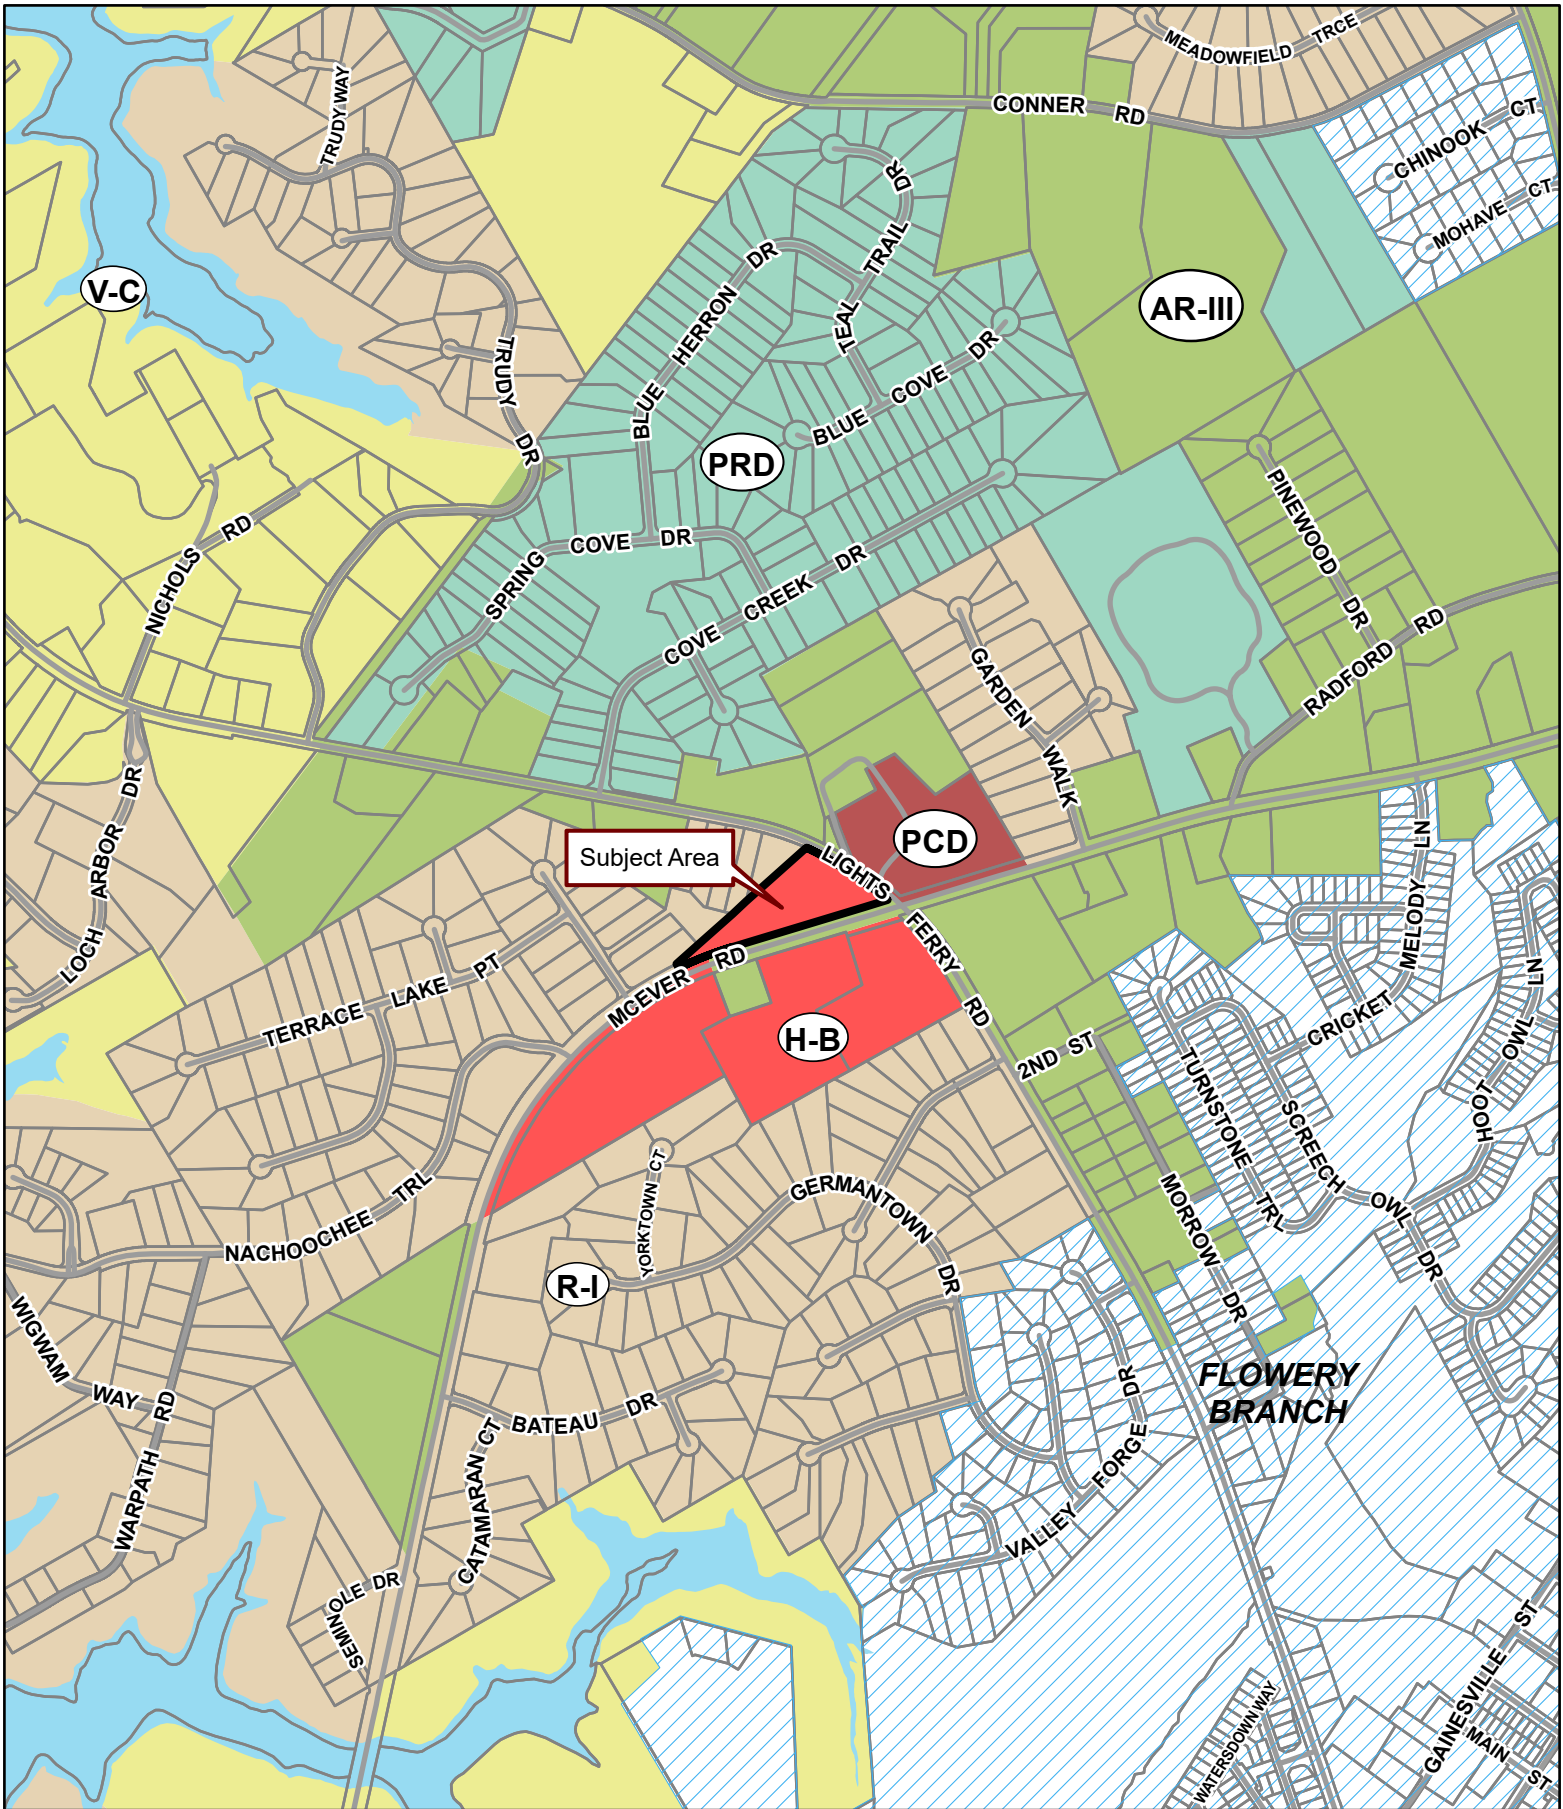 MEADOWFIELD TRCE
CONNER RD
CHINOOK CT
MOHAVE CT
TRUDY WAY
TEAL TRAIL DR
BLUE HERRON DR
V-C
AR-III
TRUDY DR
BLUE COVE DR
PRD
PINEWOOD DR
NICHOLS RD
SPRING COVE DR
COVE CREEK DR
RADFORD RD
GARDEN WALK
LOCH ARBOR DR
PCD
Subject Area
LIGHTS FERRY RD
MELODY LN
MCEVER RD
TERRACE LAKE PT
H-B
HOOT OWL LN
CRICKET
2ND ST
TURNSTONE TRL
SCREECH OWL DR
MORROW DR
YORKTOWN CT
GERMANTOWN DR
NACHOOCHEE TRL
R-I
WIGWAM WAY
WARPATH RD
BATEAU DR
CATAMARAN CT
FLOWERY
BRANCH
VALLEY FORGE DR
SEMINOLE DR
GAINESVILLE ST
MAIN ST
WATERSDOWN WAY